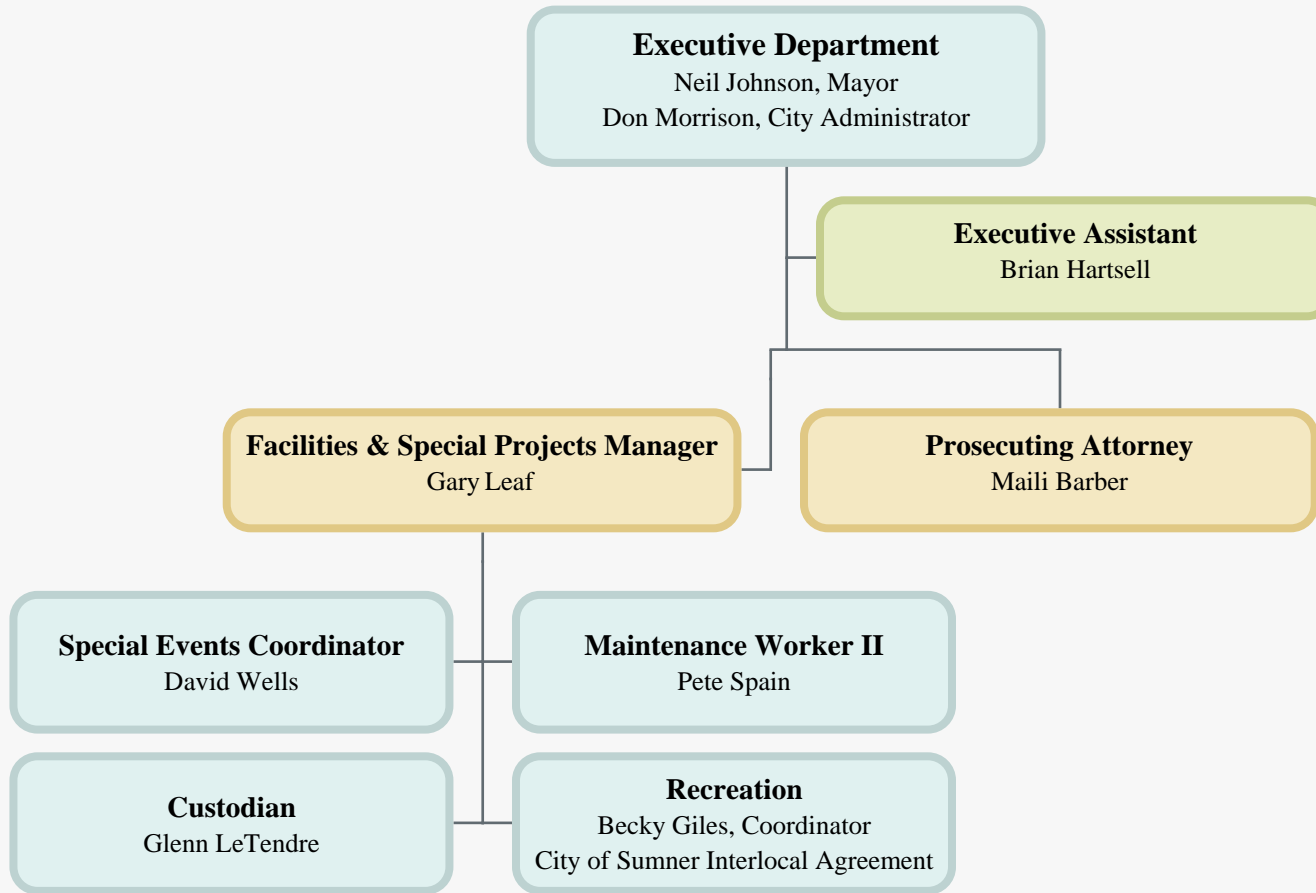 Executive Department
Neil Johnson, Mayor
Don Morrison, City Administrator
Executive Assistant
Brian Hartsell
Facilities & Special Projects Manager
Gary Leaf
Prosecuting Attorney
Maili Barber
Special Events Coordinator
David Wells
Maintenance Worker II
Pete Spain
Custodian
Glenn LeTendre
Recreation
Becky Giles, Coordinator
City of Sumner Interlocal Agreement